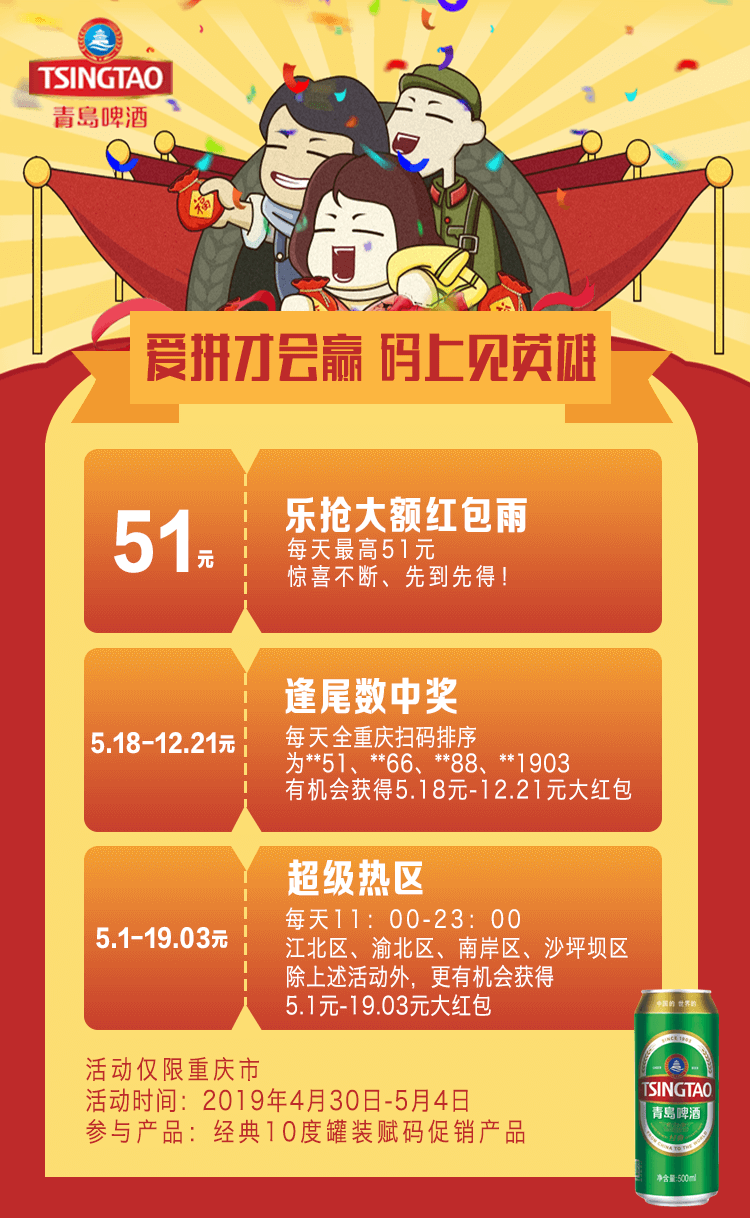 TSINGTAO
青島啤酒
福
爱拼才会赢 码上见英雄
51元
乐抢大额红包雨
每天最高51元
惊喜不断、先到先得！
5.18-12.21元
逢尾数中奖
每天全重庆扫码排序
为**51、**66、**88、**1903
有机会获得5.18元-12.21元大红包
5.1-19.03元
超级热区
每天11：00-23：00
江北区、渝北区、南岸区、沙坪坝区
除上述活动外，更有机会获得
5.1元-19.03元大红包
活动仅限重庆市
活动时间：2019年4月30日-5月4日
参与产品：经典10度罐装赋码促销产品
中国的 世界的
SINCE 1903
TSINGTAO
青島啤酒
净含量:500ml